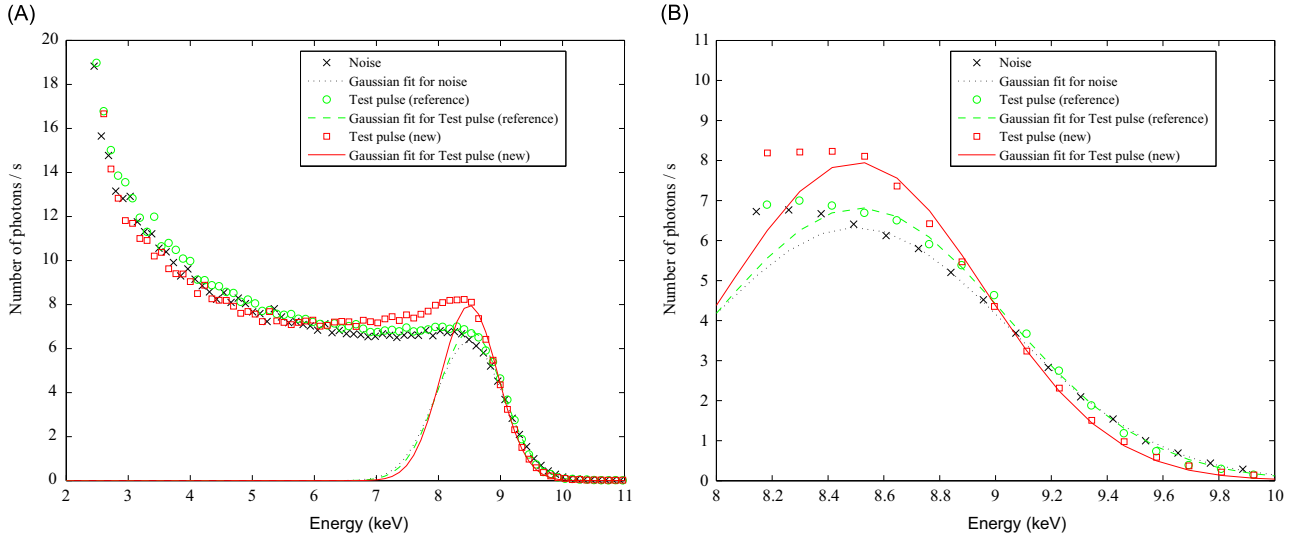 (A)
20
18
16
14
12
10
8
6
4
2
0
Number of photons / s
2 3 4 5 6 7 8 9 10 11
Energy (keV)
Noise
Gaussian fit for noise
Test pulse (reference)
Gaussian fit for Test pulse (reference)
Test pulse (new)
Gaussian fit for Test pulse (new)
(B)
11
10
9
8
7
6
5
4
3
2
1
0
Number of photons / s
8 8.2 8.4 8.6 8.8 9 9.2 9.4 9.6 9.8 10
Energy (keV)
Noise
Gaussian fit for noise
Test pulse (reference)
Gaussian fit for Test pulse (reference)
Test pulse (new)
Gaussian fit for Test pulse (new)